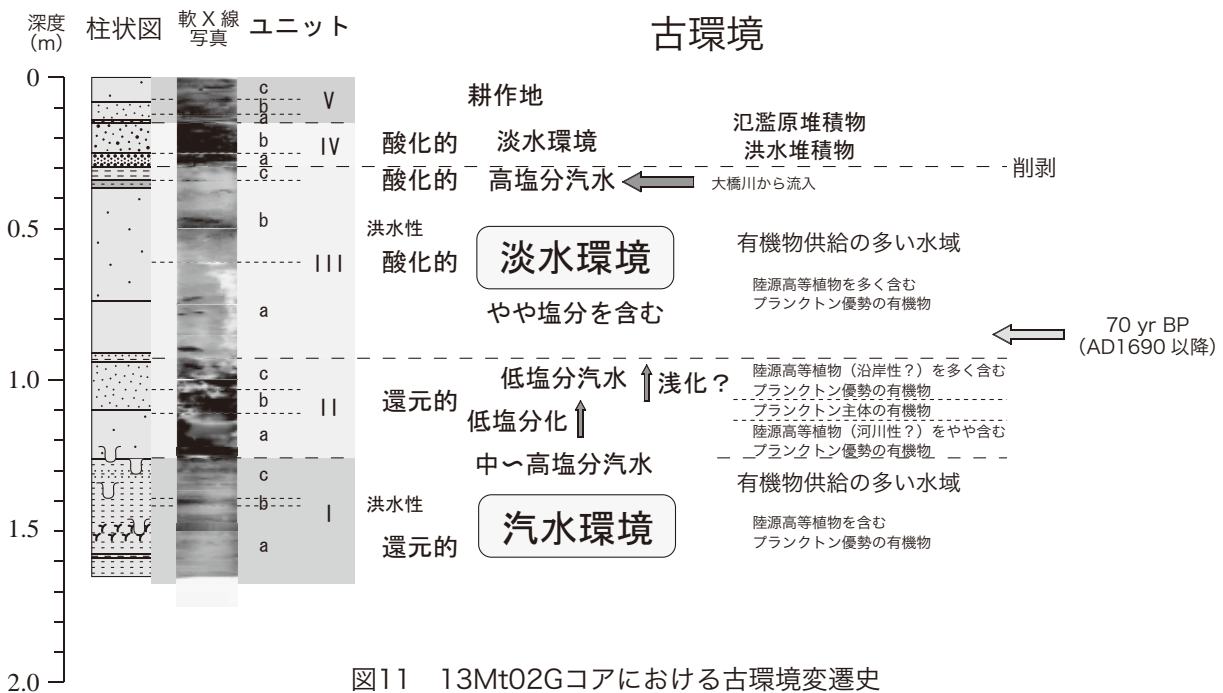 深度
(m)
柱状図
軟X線
写真
ユニット
古環境
0
0.5
1.0
1.5
2.0
c
b
a
V
b
a
IV
c
b
a
III
c
b
a
II
c
b
a
I
耕作地
酸化的 淡水環境
氾濫原堆積物
洪水堆積物
削剥
酸化的 高塩分汽水
大橋川から流入
洪水性
酸化的
淡水環境
やや塩分を含む
有機物供給の多い水域
陸源高等植物を多く含む
プランクトン優勢の有機物
70 yr BP
(AD1690 以降)
還元的
低塩分汽水
浅化？
低塩分化
中〜高塩分汽水
陸源高等植物（沿岸性？）を多く含む
プランクトン優勢の有機物
プランクトン主体の有機物
陸源高等植物（河川性？）をやや含む
プランクトン優勢の有機物
洪水性
還元的
汽水環境
有機物供給の多い水域
陸源高等植物を含む
プランクトン優勢の有機物
図11 13Mt02Gコアにおける古環境変遷史